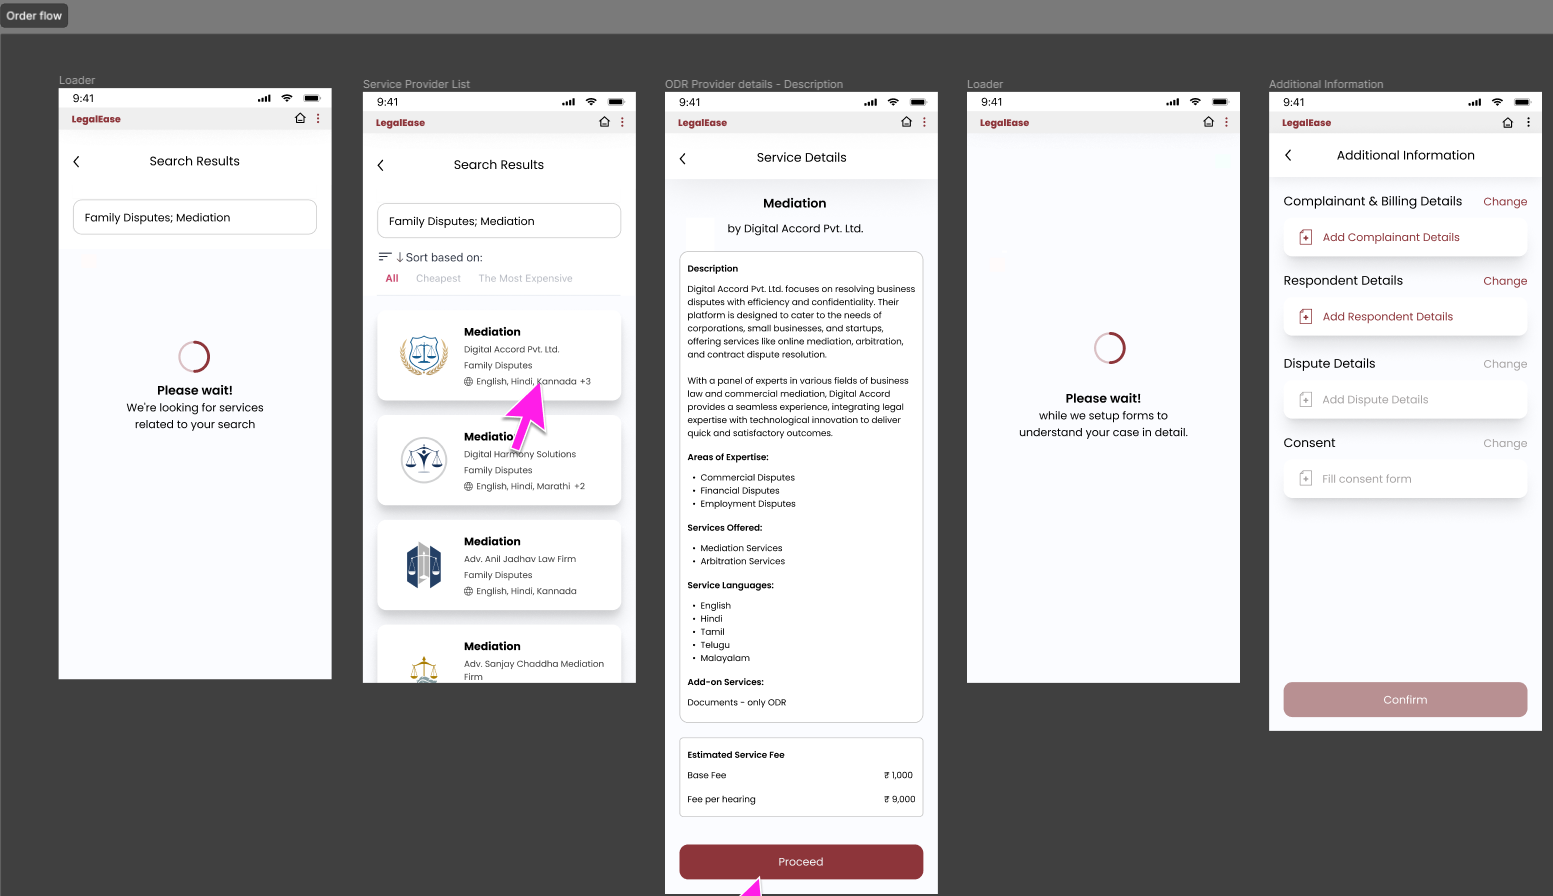 Order flow
Loader
9:41
LegalEase
Search Results
Family Disputes; Mediation
Please wait!
We're looking for services
related to your search
Service Provider List
9:41
LegalEase
Search Results
Family Disputes; Mediation
Sort based on:
All Cheapest The Most Expensive
Mediation
Digital Accord Pvt. Ltd.
Family Disputes
English, Hindi, Kannada +3
Mediation
Digital Harmony Solutions
Family Disputes
English, Hindi, Marathi +2
Mediation
Adv. Anil Jadhav Law Firm
Family Disputes
English, Hindi, Kannada
Mediation
Adv. Sanjay Chaddha Mediation
Firm
ODR Provider details - Description
9:41
LegalEase
Service Details
Mediation
by Digital Accord Pvt. Ltd.
Description
Digital Accord Pvt. Ltd. focuses on resolving business
disputes with efficiency and confidentiality. Their
platform is designed to cater to the needs of
corporations, small businesses, and startups,
offering services like online mediation, arbitration,
and contract dispute resolution.
With a panel of experts in various fields of business
law and commercial mediation, Digital Accord
provides a seamless experience, integrating legal
expertise with technological innovation to deliver
quick and satisfactory outcomes.
Areas of Expertise:
• Commercial Disputes
• Financial Disputes
• Employment Disputes
Services Offered:
• Mediation Services
• Arbitration Services
Service Languages:
• English
• Hindi
• Tamil
• Telugu
• Malayalam
Add-on Services:
Documents - only ODR
Estimated Service Fee
Base Fee ₹ 1,000
Fee per hearing ₹ 9,000
Proceed
Loader
9:41
LegalEase
Please wait!
while we setup forms to
understand your case in detail.
Additional Information
9:41
LegalEase
Additional Information
Complainant & Billing Details Change
Add Complainant Details
Respondent Details Change
Add Respondent Details
Dispute Details Change
Add Dispute Details
Consent Change
Fill consent form
Confirm